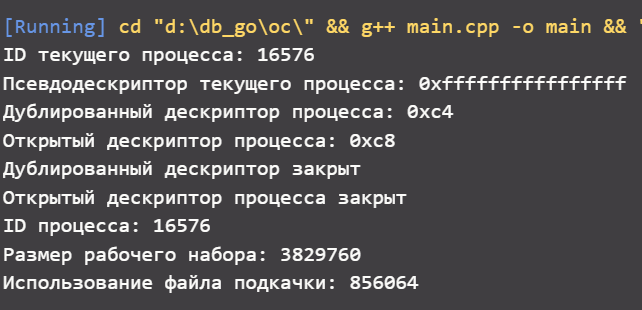 [Running] cd "d:\db_go\oc\" && g++ main.cpp -o main && "
ID текущего процесса: 16576
Псевдодескриптор текущего процесса: 0xffffffffffffffff
Дублированный дескриптор процесса: 0xc4
Открытый дескриптор процесса: 0xc8
Дублированный дескриптор закрыт
Открытый дескриптор процесса закрыт
ID процесса: 16576
Размер рабочего набора: 3829760
Использование файла подкачки: 856064